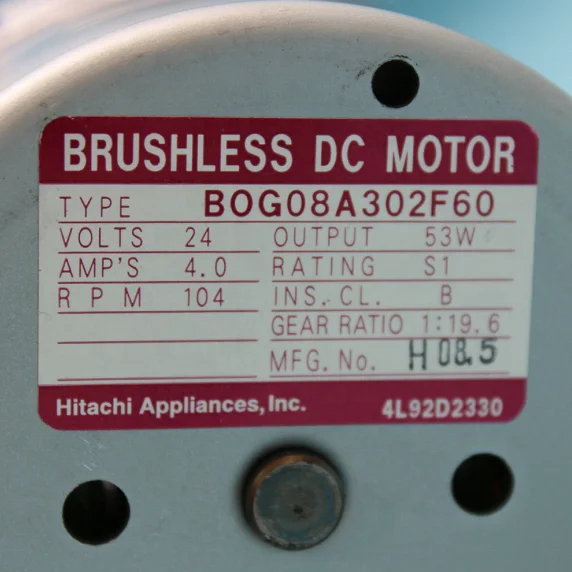 BRUSHLESS DC MOTOR
TYPE BOG08A302F60
VOLTS 24 OUTPUT 53W
AMP'S 4.0 RATING S1
RPM 104 INS. CL. B
GEAR RATIO 1:19.6
MFG. No. H 08.5
Hitachi Appliances, Inc. 4L92D2330